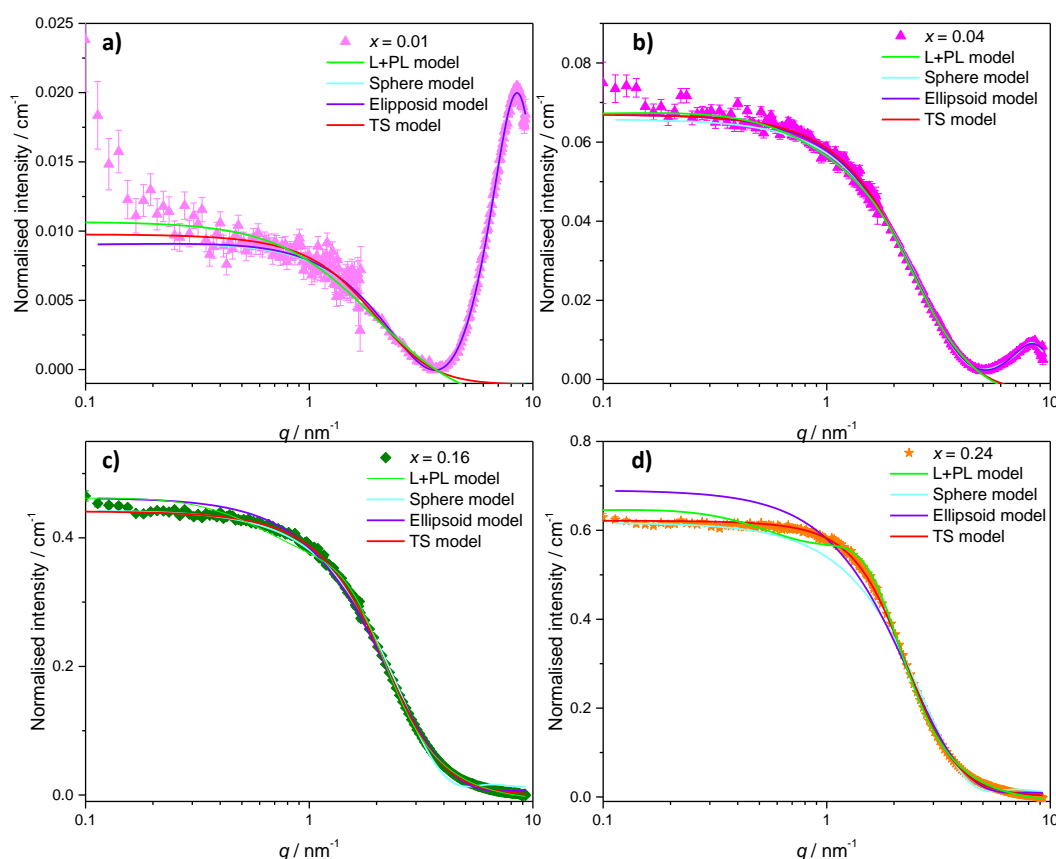 a)
x = 0.01
L+PL model
Sphere model
Elipposid model
TS model
0.025
0.020
0.015
0.010
0.005
0.000
0.1
1
10
Normalised intensity / cm⁻¹
q / nm⁻¹
b)
x = 0.04
L+PL model
Sphere model
Ellipsoid model
TS model
0.08
0.06
0.04
0.02
0.00
0.1
1
10
Normalised intensity / cm⁻¹
q / nm⁻¹
c)
x = 0.16
L+PL model
Sphere model
Ellipsoid model
TS model
0.4
0.2
0.0
0.1
1
10
Normalised intensity / cm⁻¹
q / nm⁻¹
d)
x = 0.24
L+PL model
Sphere model
Ellipsoid model
TS model
0.8
0.6
0.4
0.2
0.0
0.1
1
10
Normalised intensity / cm⁻¹
q / nm⁻¹